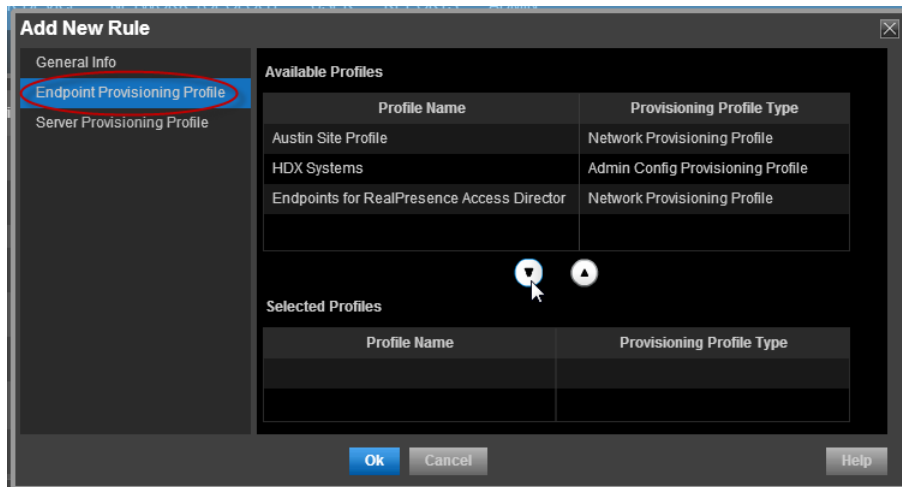 Add New Rule
General Info
Endpoint Provisioning Profile
Server Provisioning Profile
Available Profiles
Profile Name Provisioning Profile Type
Austin Site Profile Network Provisioning Profile
HDX Systems Admin Config Provisioning Profile
Endpoints for RealPresence Access Director Network Provisioning Profile
Selected Profiles
Profile Name Provisioning Profile Type
Ok Cancel Help